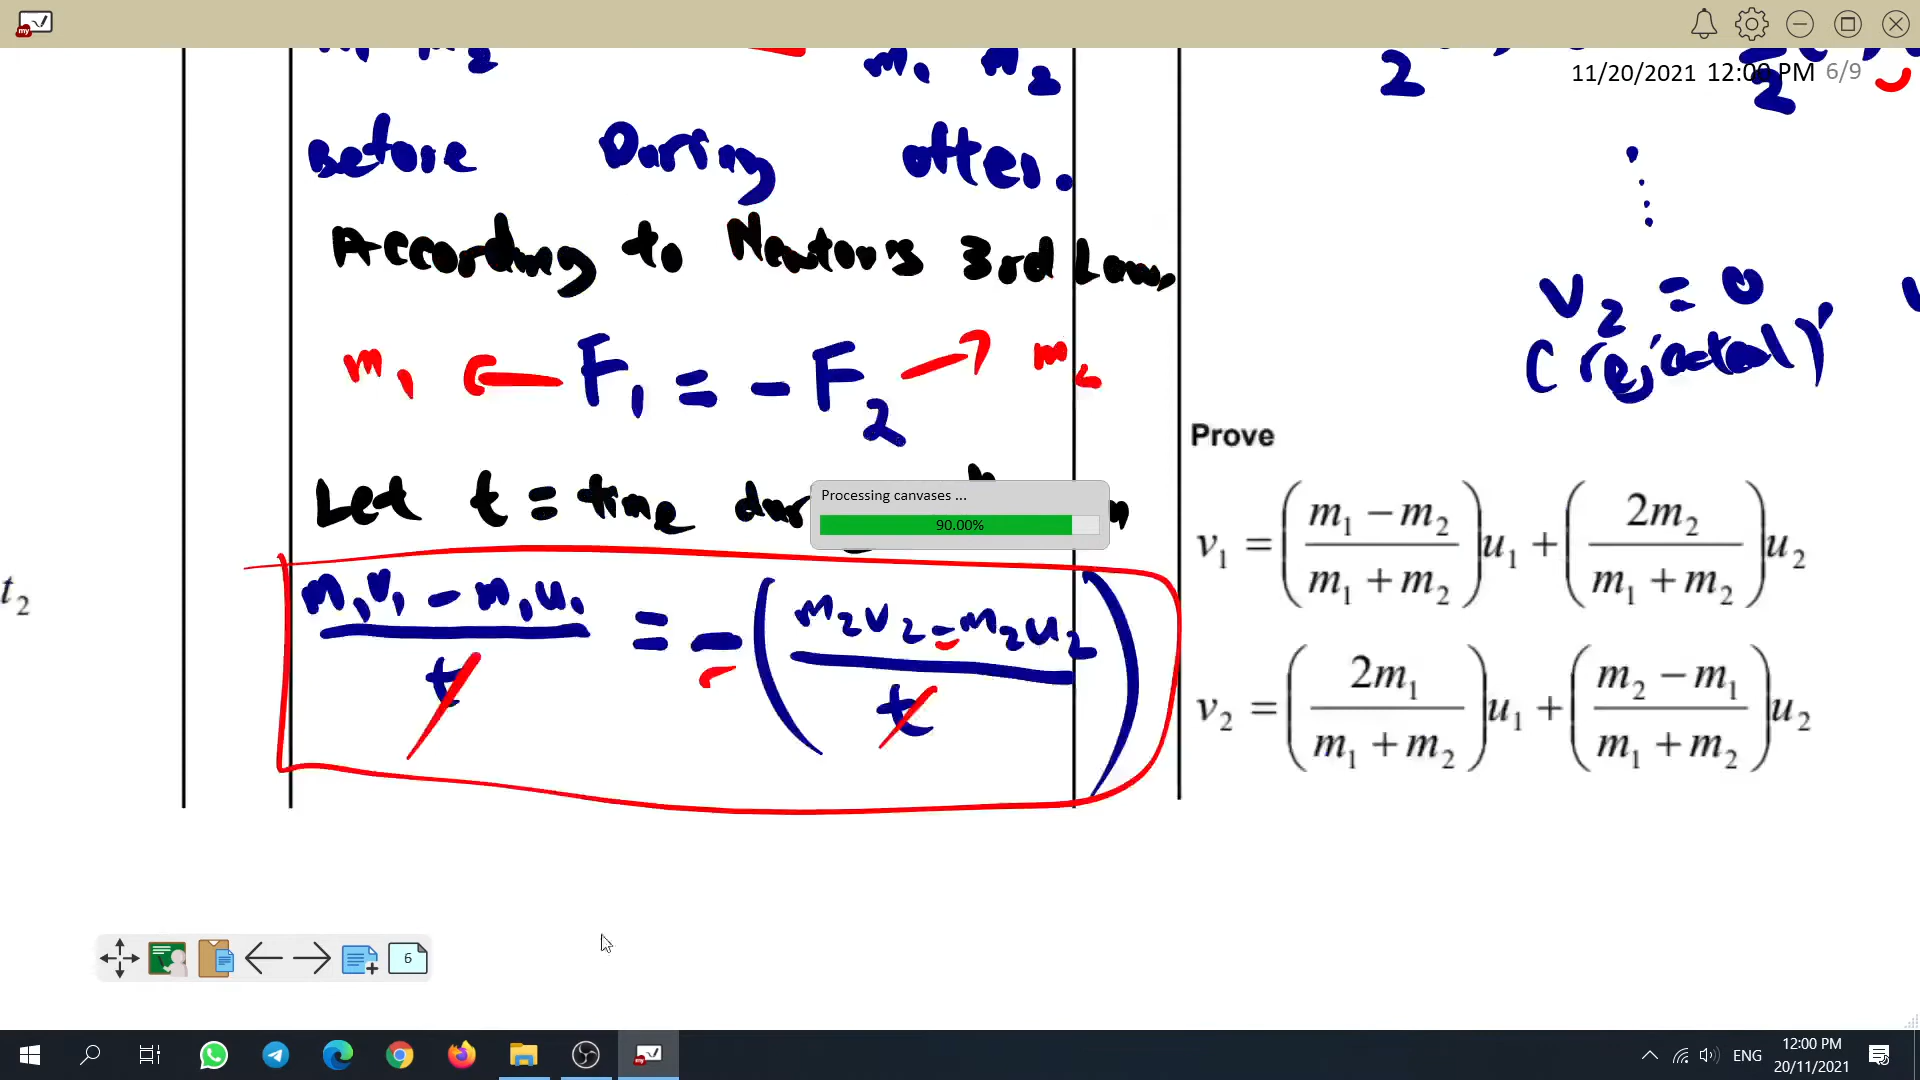 11/20/2021 12:00 PM 6/9
m₁ m₂
2 2
Before During after.
According to Newton's 3rd Law,
v₂ = 0
(rejected)
m₁ ← F₁ = -F₂ → m₂
Prove
Let t = time
Processing canvases ...
90.00%
v₁ = ((m₁ − m₂)/(m₁ + m₂))u₁ + (2m₂/(m₁ + m₂))u₂
t₂
(m₁v₁ - m₁u₁)/t = -((m₂v₂ - m₂u₂)/t)
v₂ = (2m₁/(m₁ + m₂))u₁ + ((m₂ − m₁)/(m₁ + m₂))u₂
6
ENG
12:00 PM
20/11/2021